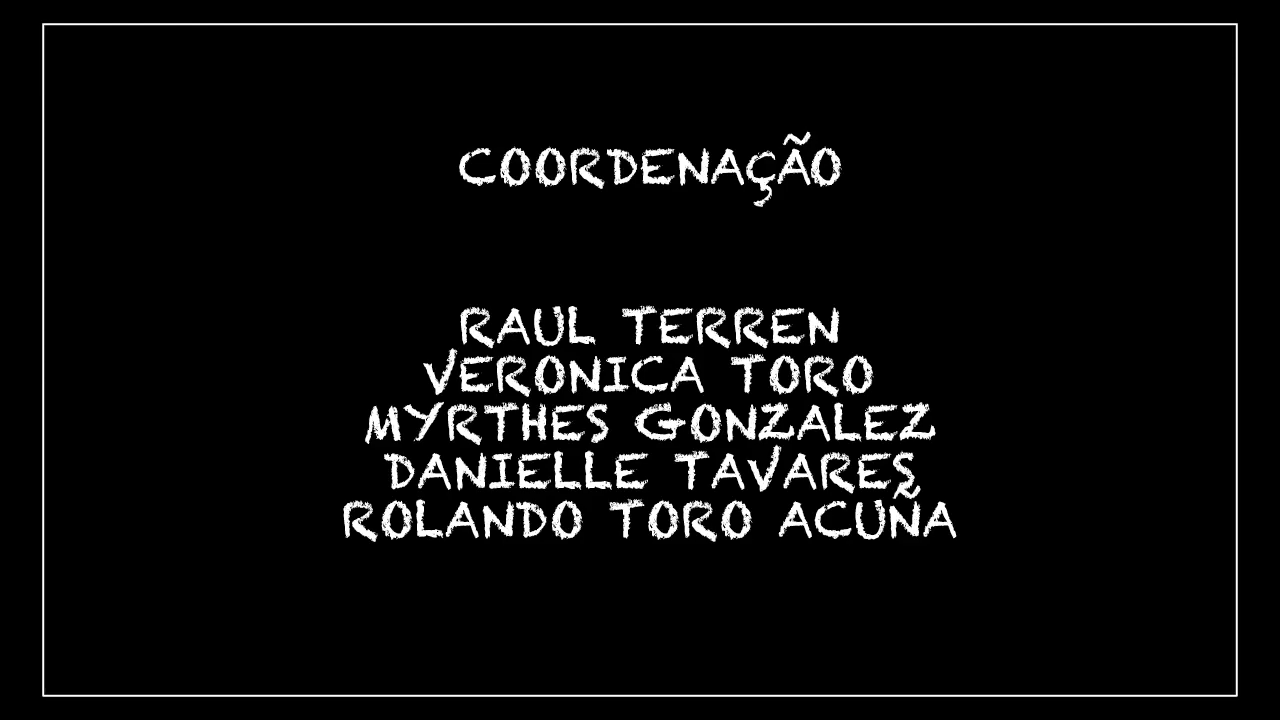 COORDENAÇÃO
RAUL TERREN
VERONICA TORO
MYRTHES GONZALEZ
DANIELLE TAVARES
ROLANDO TORO ACUÑA